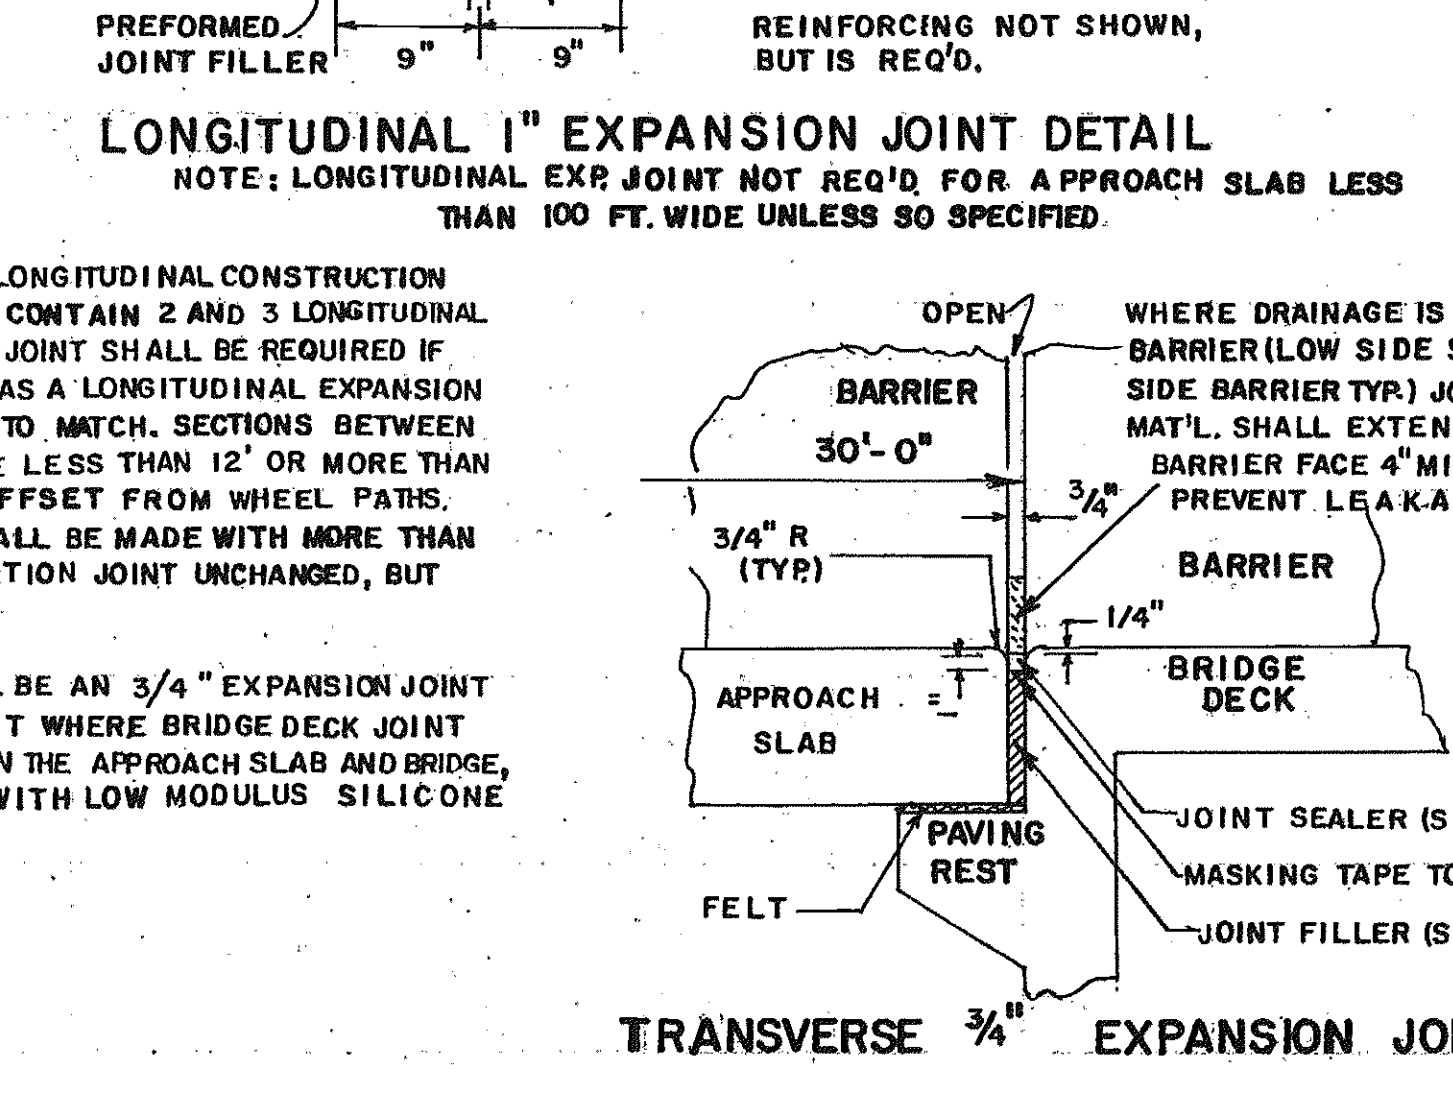 PREFORMED
JOINT FILLER
9"
9"
REINFORCING NOT SHOWN,
BUT IS REQ'D.
LONGITUDINAL 1" EXPANSION JOINT DETAIL
NOTE: LONGITUDINAL EXP. JOINT NOT REQ'D. FOR APPROACH SLAB LESS
THAN 100 FT. WIDE UNLESS SO SPECIFIED
LONGITUDINAL CONSTRUCTION
CONTAIN 2 AND 3 LONGITUDINAL
JOINT SHALL BE REQUIRED IF
AS A LONGITUDINAL EXPANSION
TO MATCH. SECTIONS BETWEEN
LESS THAN 12' OR MORE THAN
FFSET FROM WHEEL PATHS.
ALL BE MADE WITH MORE THAN
TION JOINT UNCHANGED, BUT
BE AN 3/4" EXPANSION JOINT
T WHERE BRIDGE DECK JOINT
N THE APPROACH SLAB AND BRIDGE,
WITH LOW MODULUS SILICONE
OPEN
WHERE DRAINAGE IS
BARRIER (LOW SIDE S
SIDE BARRIER TYP.) JO
MAT'L. SHALL EXTEN
BARRIER FACE 4" MI
PREVENT LEAKA
BARRIER
30'-0"
3/4"
3/4" R
(TYP.)
BARRIER
1/4"
BRIDGE
DECK
APPROACH
SLAB
PAVING
REST
FELT
JOINT SEALER (S
MASKING TAPE TO
JOINT FILLER (S
TRANSVERSE 3/4" EXPANSION JOI